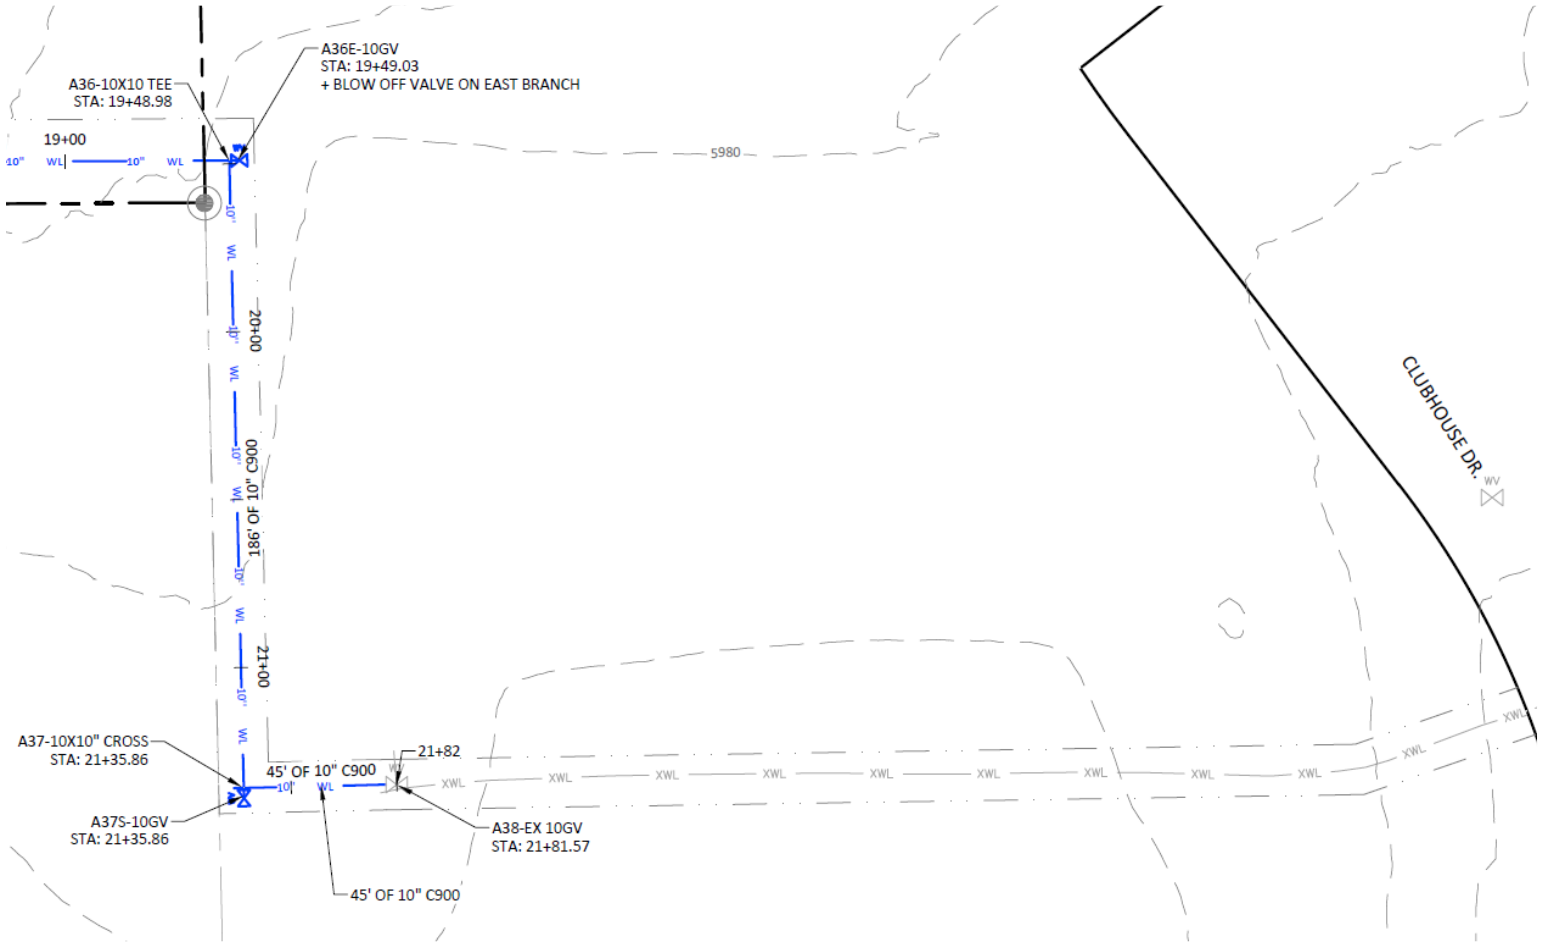 A36E-10GV
STA: 19+49.03
+ BLOW OFF VALVE ON EAST BRANCH
A36-10X10 TEE
STA: 19+48.98
19+00
10" WL 10" WL
5980
10"
WL
20+00
10"
WL
10"
186' OF 10" C900
WL
10"
WL
21+00
10"
WL
CLUBHOUSE DR.
WV
A37-10X10" CROSS
STA: 21+35.86
45' OF 10" C900
21+82
10" WL
XWL XWL XWL XWL XWL XWL XWL XWL XWL XWL
A37S-10GV
STA: 21+35.86
A38-EX 10GV
STA: 21+81.57
45' OF 10" C900